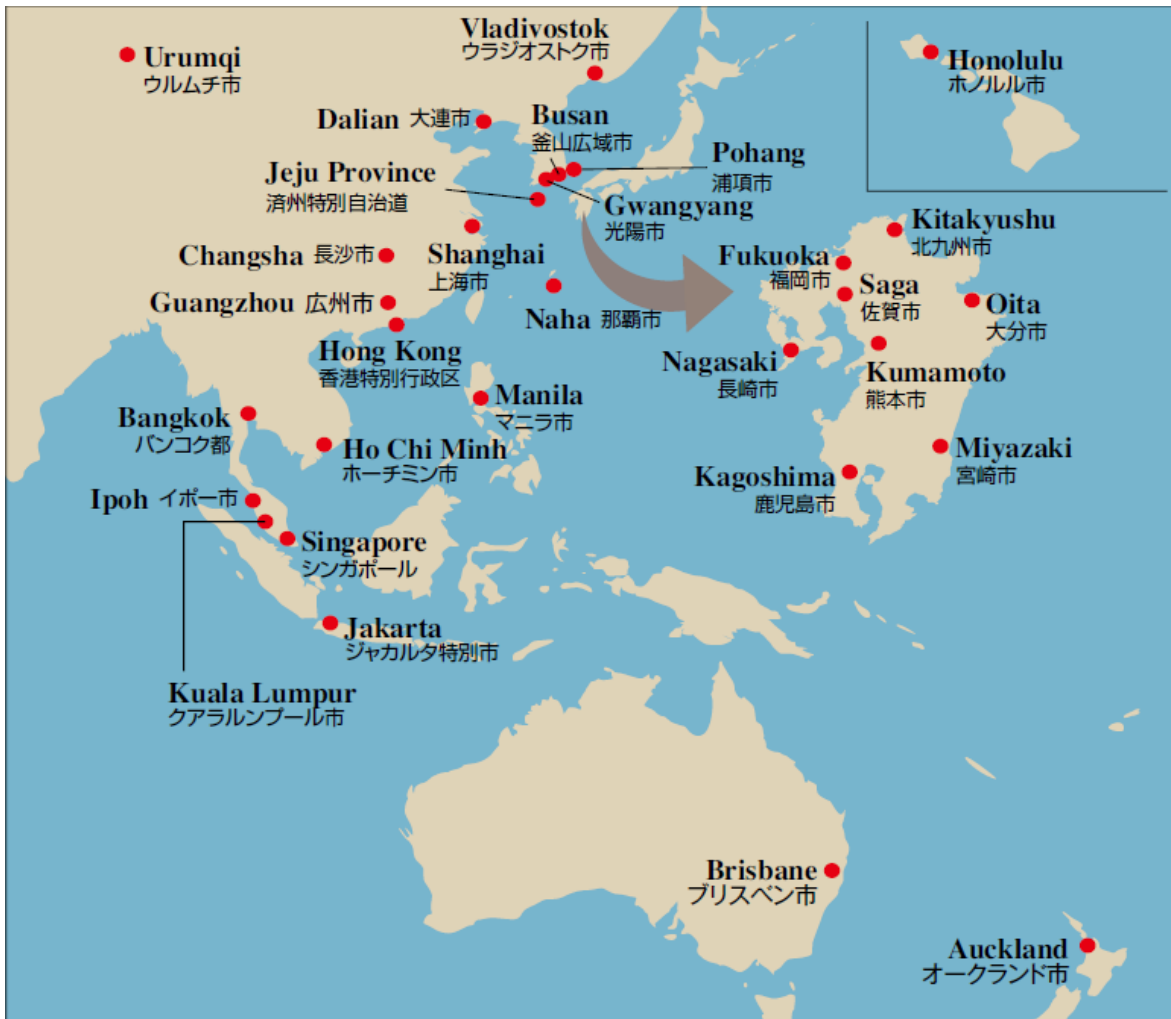 Vladivostok
ウラジオストク市
Urumqi
ウルムチ市
Honolulu
ホノルル市
Dalian 大連市
Busan
釜山広域市
Pohang
浦項市
Jeju Province
済州特別自治道
Gwangyang
光陽市
Kitakyushu
北九州市
Changsha 長沙市
Shanghai
上海市
Fukuoka
福岡市
Saga
佐賀市
Oita
大分市
Guangzhou 広州市
Naha 那覇市
Hong Kong
香港特別行政区
Nagasaki
長崎市
Kumamoto
熊本市
Manila
マニラ市
Bangkok
バンコク都
Ho Chi Minh
ホーチミン市
Miyazaki
宮崎市
Kagoshima
鹿児島市
Ipoh イポー市
Singapore
シンガポール
Jakarta
ジャカルタ特別市
Kuala Lumpur
クアラルンプール市
Brisbane
ブリスベン市
Auckland
オークランド市